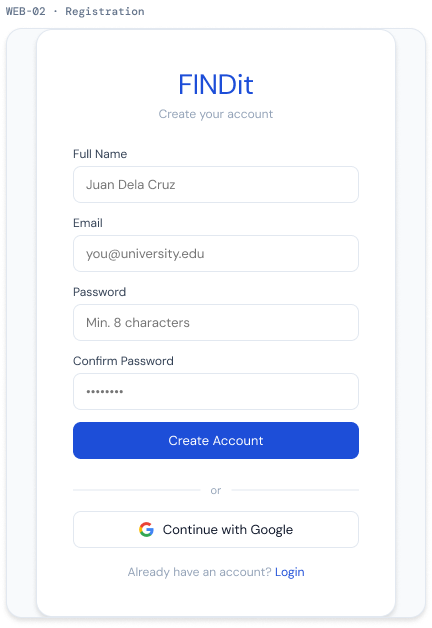 WEB-02 · Registration
FINDit
Create your account
Full Name
Juan Dela Cruz
Email
you@university.edu
Password
Min. 8 characters
Confirm Password
••••••••
Create Account
or
Continue with Google
Already have an account? Login